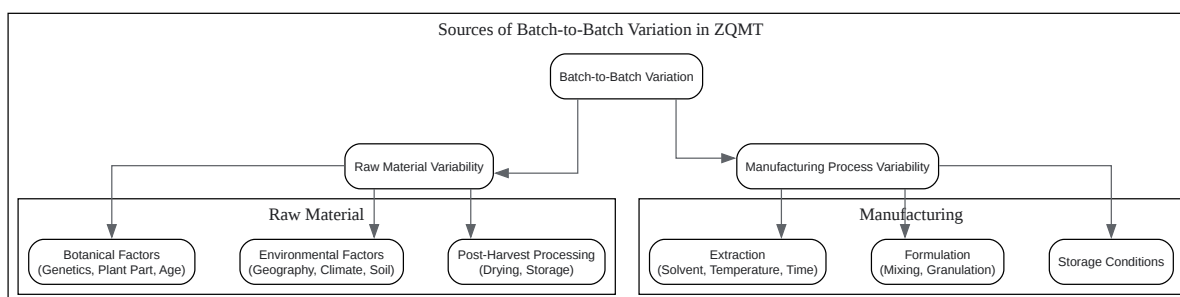 Sources of Batch-to-Batch Variation in ZQMT
Batch-to-Batch Variation
Raw Material Variability
Manufacturing Process Variability
Raw Material
Botanical Factors
(Genetics, Plant Part, Age)
Environmental Factors
(Geography, Climate, Soil)
Post-Harvest Processing
(Drying, Storage)
Manufacturing
Extraction
(Solvent, Temperature, Time)
Formulation
(Mixing, Granulation)
Storage Conditions